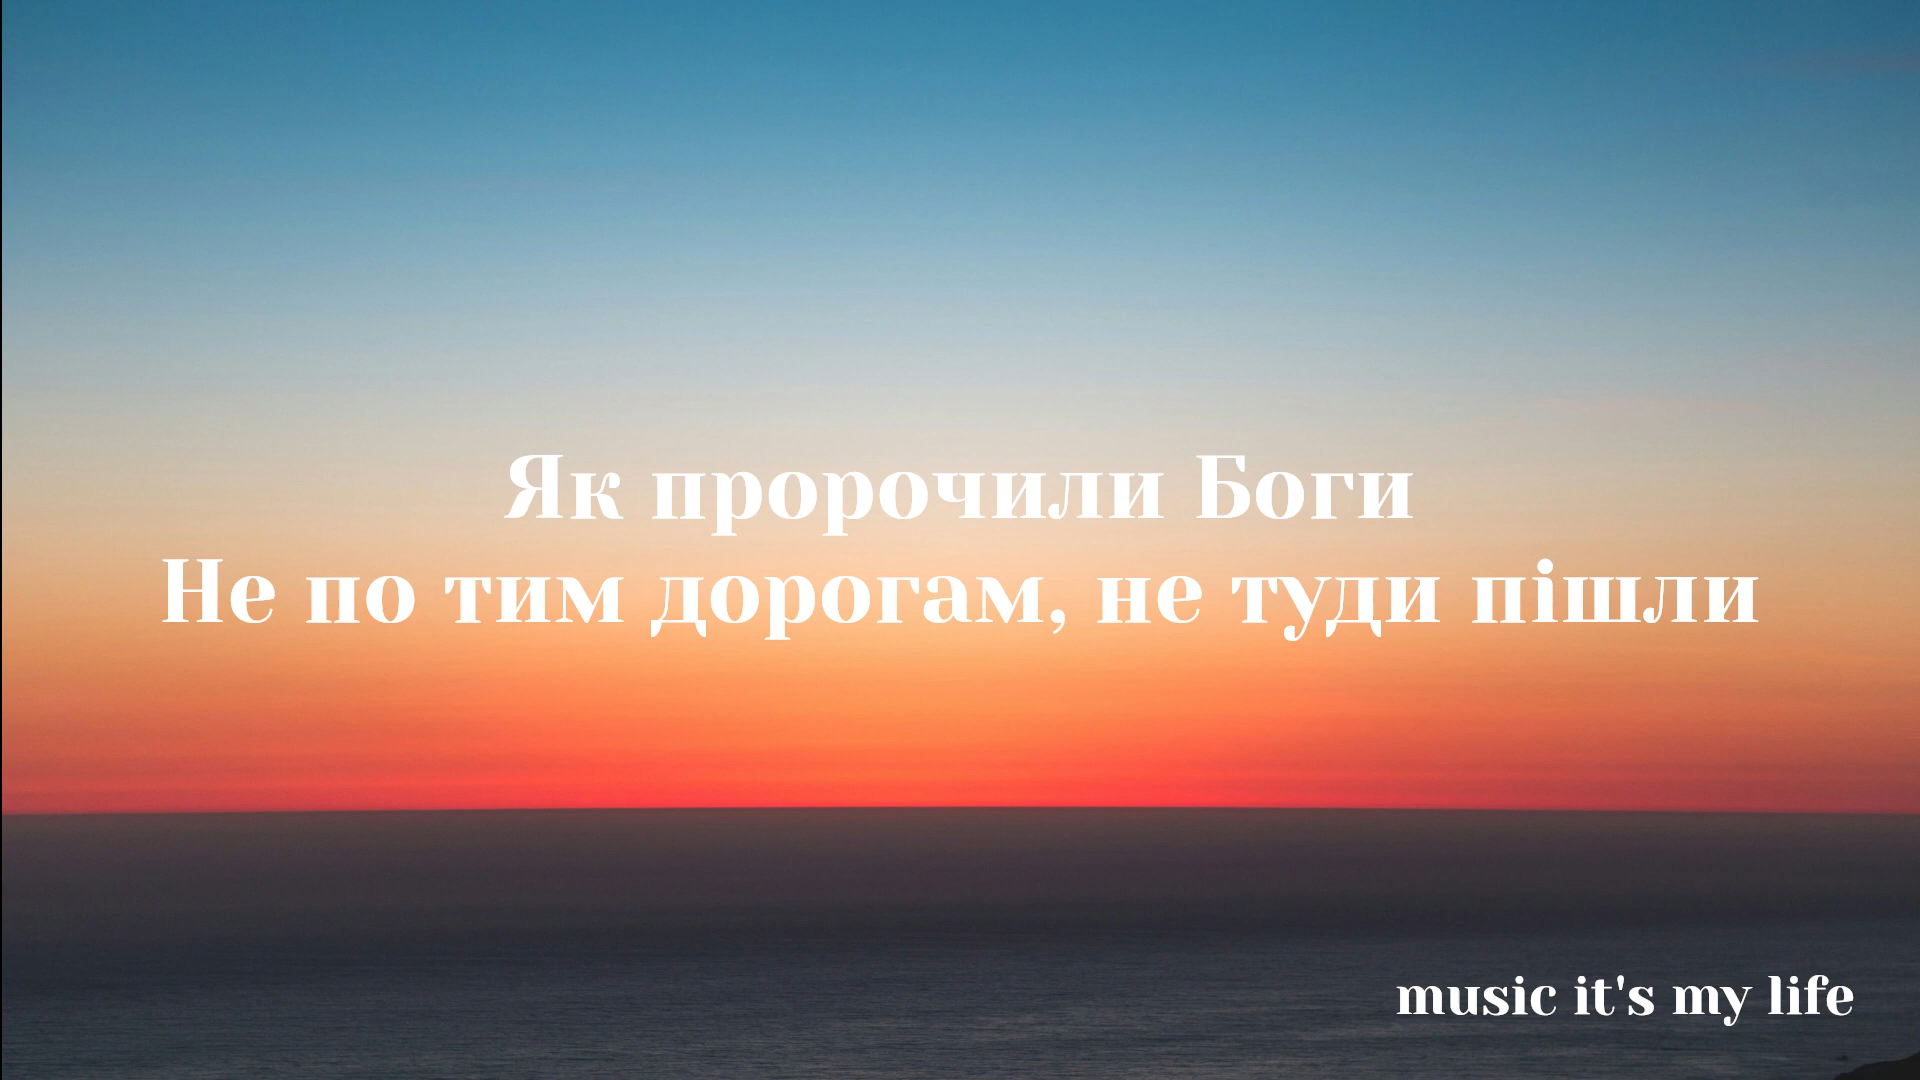 Як пророчили Боги
Не по тим дорогам, не туди пішли
music it's my life